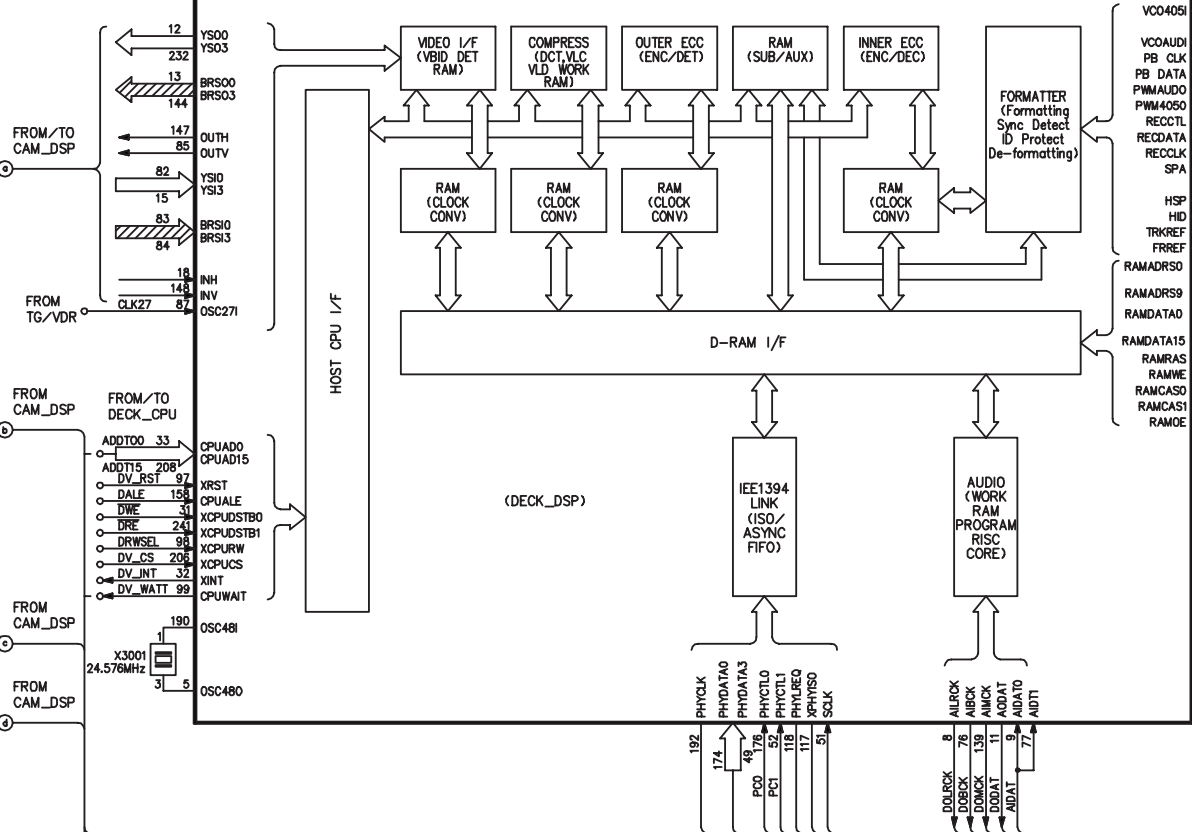 12
YS00
YS03
232
13
BRS00
BRS03
144
FROM/TO
CAM_DSP
a
147
OUTH
85
OUTV
82
YSI0
YSI3
15
83
BRSI0
BRSI3
84
18
INH
148
INV
FROM
TG/VDR
CLK27
87
OSC27I
FROM
CAM_DSP
b
FROM/TO
DECK_CPU
ADDT00
33
CPUAD0
CPUAD15
ADDT15
208
DV_RST
97
XRST
DALE
158
CPUALE
DWE
31
XCPUDSTB0
DRE
241
XCPUDSTB1
DRWSEL
98
XCPURW
DV_CS
206
XCPUCS
DV_INT
32
XINT
DV_WATT
99
CPUWAIT
FROM
CAM_DSP
c
190
OSC48I
1
X3001
24.576MHz
3
5
OSC48O
FROM
CAM_DSP
d
HOST CPU I/F
VIDEO I/F
(VBID DET
RAM)
COMPRESS
(DCT,VLC
VLD WORK
RAM)
OUTER ECC
(ENC/DET)
RAM
(SUB/AUX)
INNER ECC
(ENC/DEC)
FORMATTER
(Formatting
Sync Detect
ID Protect
De-formatting)
RAM
(CLOCK
CONV)
RAM
(CLOCK
CONV)
RAM
(CLOCK
CONV)
RAM
(CLOCK
CONV)
D-RAM I/F
(DECK_DSP)
IEE1394
LINK
(ISO/
ASYNC
FIFO)
AUDIO
(WORK
RAM
PROGRAM
RISC
CORE)
VCO405I
VCOAUDI
PB CLK
PB DATA
PWMAUDO
PWM405O
RECCTL
RECDATA
RECCLK
SPA
HSP
HID
TRKREF
FRREF
RAMADRS0
RAMADRS9
RAMDATA0
RAMDATA15
RAMRAS
RAMWE
RAMCAS0
RAMCAS1
RAMOE
PHYCLK
PHYDATA0
PHYDATA3
PHYCTL0
PHYCTL1
PHYLREQ
XPHYISO
SCLK
192
174
49
176
52
118
117
51
PC0
PC1
AILRCK
AIBCK
AIMCK
AODAT
AIDAT0
AIDT1
8
76
139
11
9
77
DOLRCK
DOBCK
DOMCK
DODAT
AIDAT